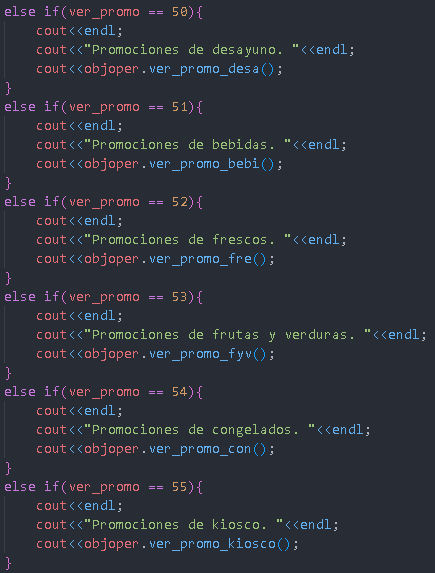 else if(ver_promo == 50){
    cout<<endl;
    cout<<"Promociones de desayuno. "<<endl;
    cout<<objoper.ver_promo_desa();
}
else if(ver_promo == 51){
    cout<<endl;
    cout<<"Promociones de bebidas. "<<endl;
    cout<<objoper.ver_promo_bebi();
}
else if(ver_promo == 52){
    cout<<endl;
    cout<<"Promociones de frescos. "<<endl;
    cout<<objoper.ver_promo_fre();
}
else if(ver_promo == 53){
    cout<<endl;
    cout<<"Promociones de frutas y verduras. "<<endl;
    cout<<objoper.ver_promo_fyv();
}
else if(ver_promo == 54){
    cout<<endl;
    cout<<"Promociones de congelados. "<<endl;
    cout<<objoper.ver_promo_con();
}
else if(ver_promo == 55){
    cout<<endl;
    cout<<"Promociones de kiosco. "<<endl;
    cout<<objoper.ver_promo_kiosco();
}